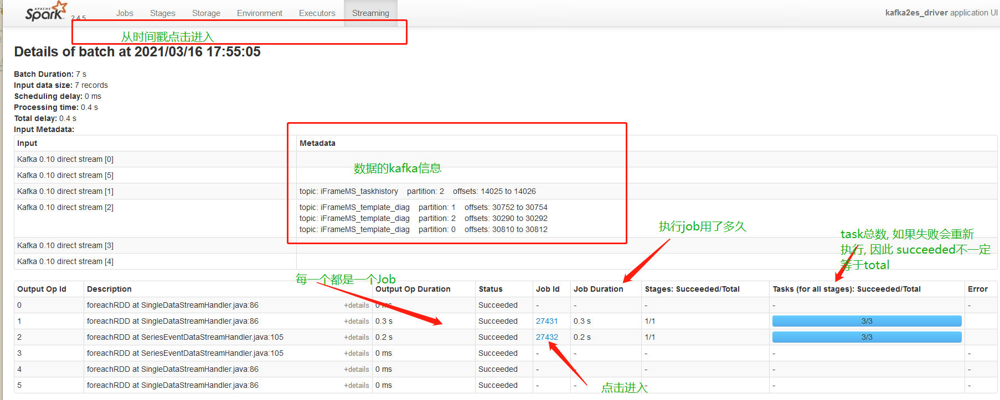 APACHE
Spark 2.4.5 Jobs Stages Storage Environment Executors Streaming kafka2es_driver application UI
从时间戳点击进入
Details of batch at 2021/03/16 17:55:05
Batch Duration: 7 s
Input data size: 7 records
Scheduling delay: 0 ms
Processing time: 0.4 s
Total delay: 0.4 s
Input Metadata:
Input Metadata
Kafka 0.10 direct stream [0]
数据的kafka信息
Kafka 0.10 direct stream [5]
Kafka 0.10 direct stream [1] topic: iFrameMS_taskhistory partition: 2 offsets: 14025 to 14026
Kafka 0.10 direct stream [2] topic: iFrameMS_template_diag partition: 1 offsets: 30752 to 30754
topic: iFrameMS_template_diag partition: 2 offsets: 30290 to 30292
topic: iFrameMS_template_diag partition: 0 offsets: 30810 to 30812
Kafka 0.10 direct stream [3]
Kafka 0.10 direct stream [4]
执行job用了多久
task总数, 如果失败会重新
执行, 因此 succeeded不一定
等于total
每一个都是一个Job
Output Op Id Description Output Op Duration Status Job Id Job Duration Stages: Succeeded/Total Tasks (for all stages): Succeeded/Total Error
0 foreachRDD at SingleDataStreamHandler.java:86 +details 0 ms Succeeded - - - - -
1 foreachRDD at SingleDataStreamHandler.java:86 +details 0.3 s Succeeded 27431 0.3 s 1/1 3/3
2 foreachRDD at SeriesEventDataStreamHandler.java:105 +details 0.2 s Succeeded 27432 0.2 s 1/1 3/3
3 foreachRDD at SeriesEventDataStreamHandler.java:105 +details 0 ms Succeeded - - - - -
4 foreachRDD at SingleDataStreamHandler.java:86 +details 0 ms Succeeded - - - - -
5 foreachRDD at SingleDataStreamHandler.java:86 +details 0 ms Succeeded - - - - -
点击进入